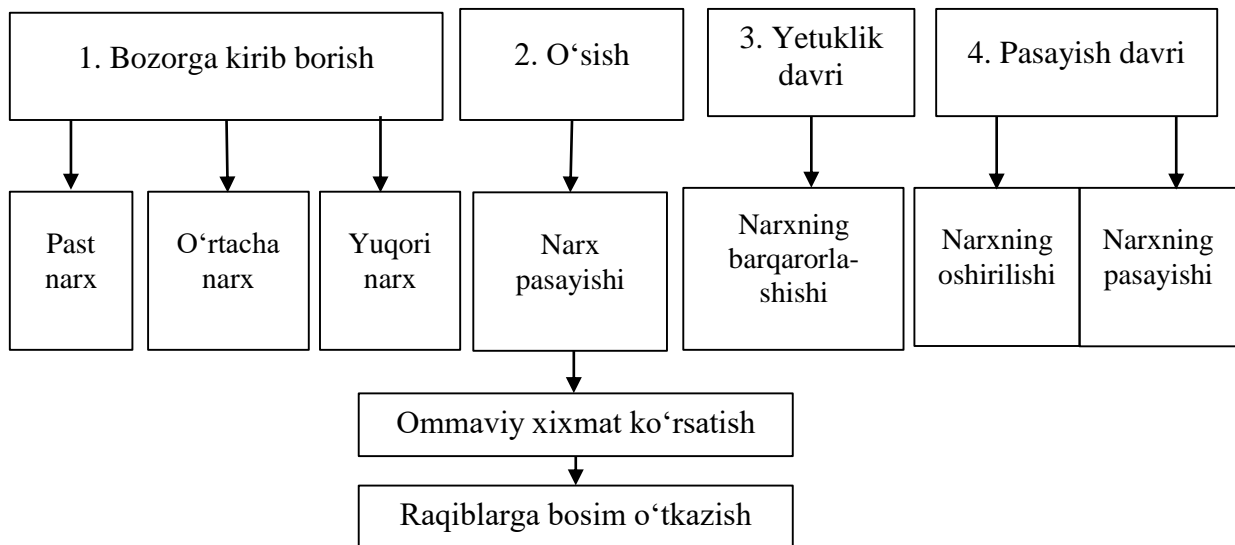 1. Bozorga kirib borish
2. O‘sish
3. Yetuklik
davri
4. Pasayish davri
Past
narx
O‘rtacha
narx
Yuqori
narx
Narx
pasayishi
Narxning
barqarorla-
shishi
Narxning
oshirilishi
Narxning
pasayishi
Ommaviy xixmat ko‘rsatish
Raqiblarga bosim o‘tkazish